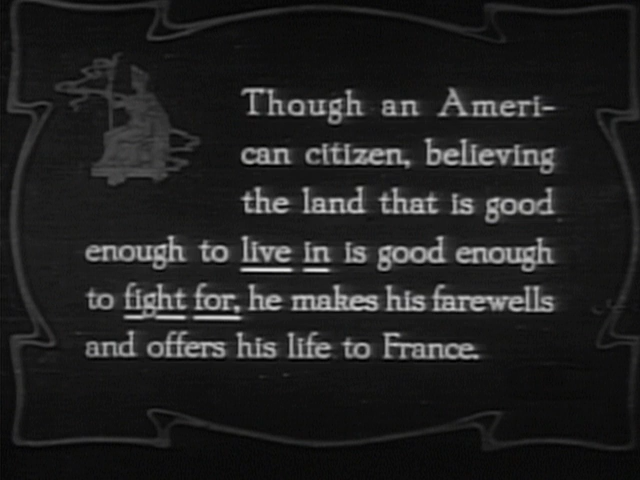 Though an Ameri-
can citizen, believing
the land that is good
enough to live in is good enough
to fight for, he makes his farewells
and offers his life to France.